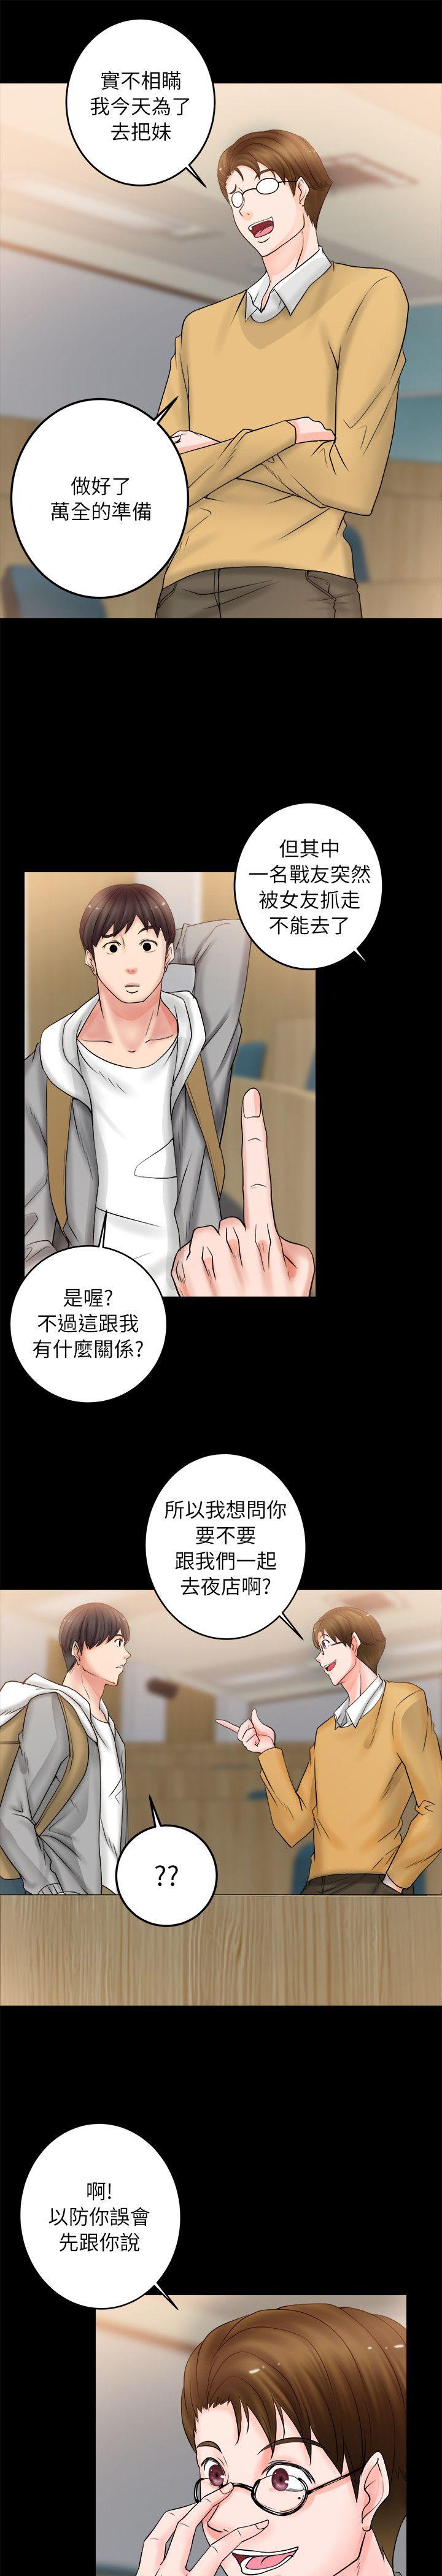 實不相瞞
我今天為了
去把妹
做好了
萬全的準備
但其中
一名戰友突然
被女友抓走
不能去了
是喔?
不過這跟我
有什麼關係?
所以我想問你
要不要
跟我們一起
去夜店啊?
??
啊!
以防你誤會
先跟你說